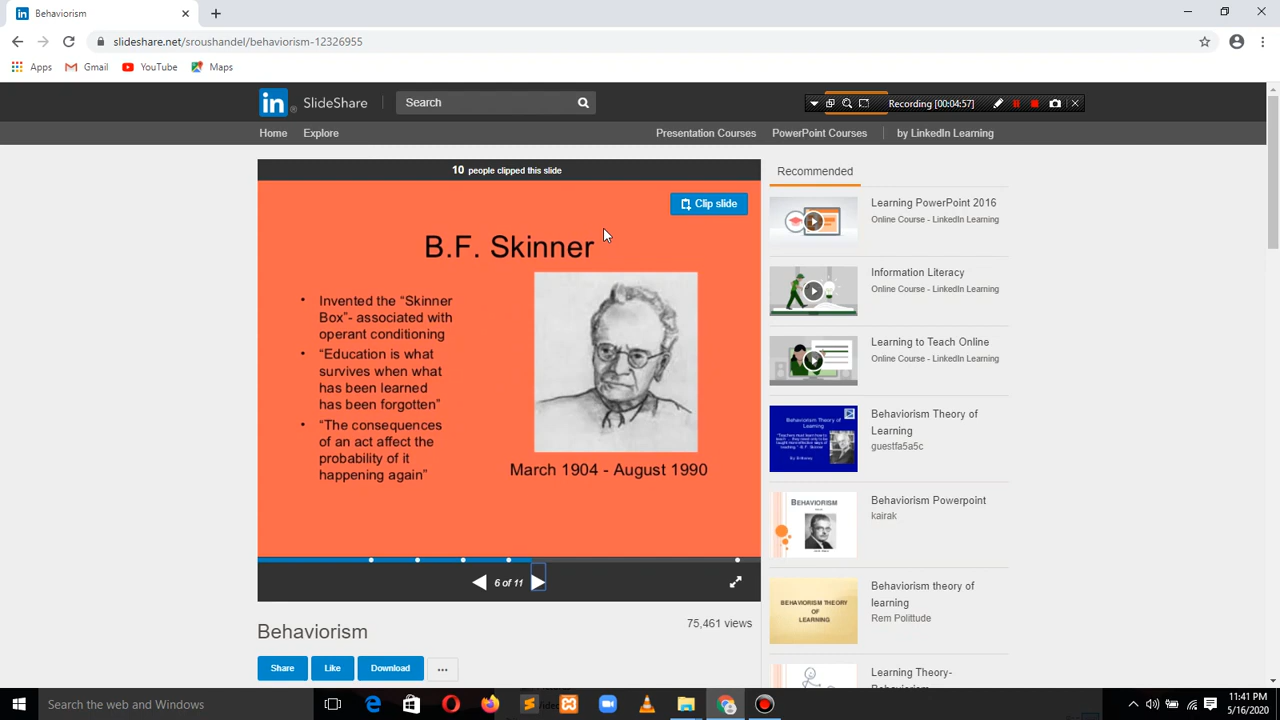 Behaviorism
slideshare.net/sroushandel/behaviorism-12326955
Apps Gmail YouTube Maps
in SlideShare Search
Recording [00:04:57]
Home Explore Presentation Courses PowerPoint Courses by LinkedIn Learning
10 people clipped this slide
Clip slide
B.F. Skinner
• Invented the “Skinner
Box”- associated with
operant conditioning
• “Education is what
survives when what
has been learned
has been forgotten”
• “The consequences
of an act affect the
probability of it
happening again”
March 1904 - August 1990
6 of 11
Behaviorism
75,461 views
Share Like Download ...
Recommended
Learning PowerPoint 2016
Online Course - LinkedIn Learning
Information Literacy
Online Course - LinkedIn Learning
Learning to Teach Online
Online Course - LinkedIn Learning
Behaviorism Theory of
Learning
Behaviorism Theory of
Learning
guestfa5a5c
BEHAVIORISM
Behaviorism Powerpoint
kairak
BEHAVIORISM THEORY
OF
LEARNING
Behaviorism theory of
learning
Rem Polittude
Learning Theory-
Search the web and Windows
11:41 PM
5/16/2020